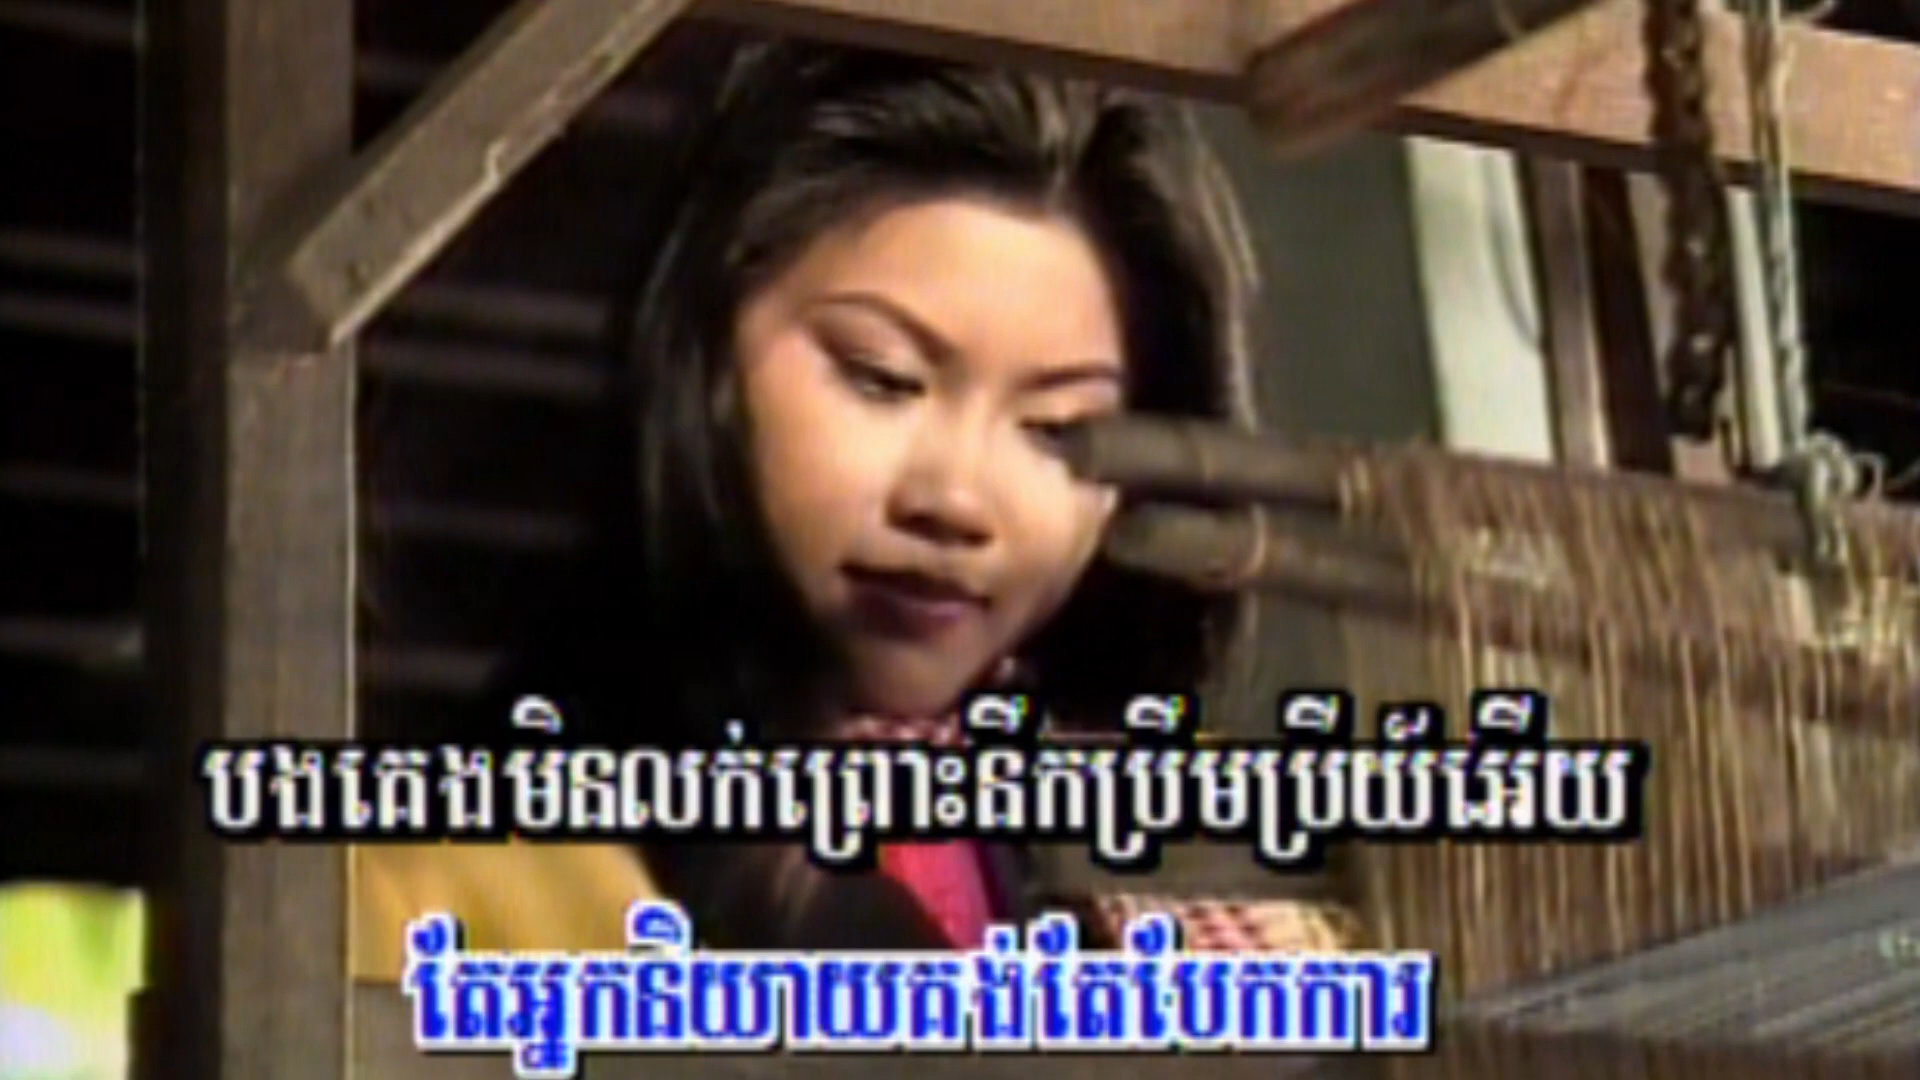 បងគេងមិនលក់ព្រោះនឹកប្រឹមប្រិយ័អើយ
តែអ្នកនិយាយគង់តែបែកការ